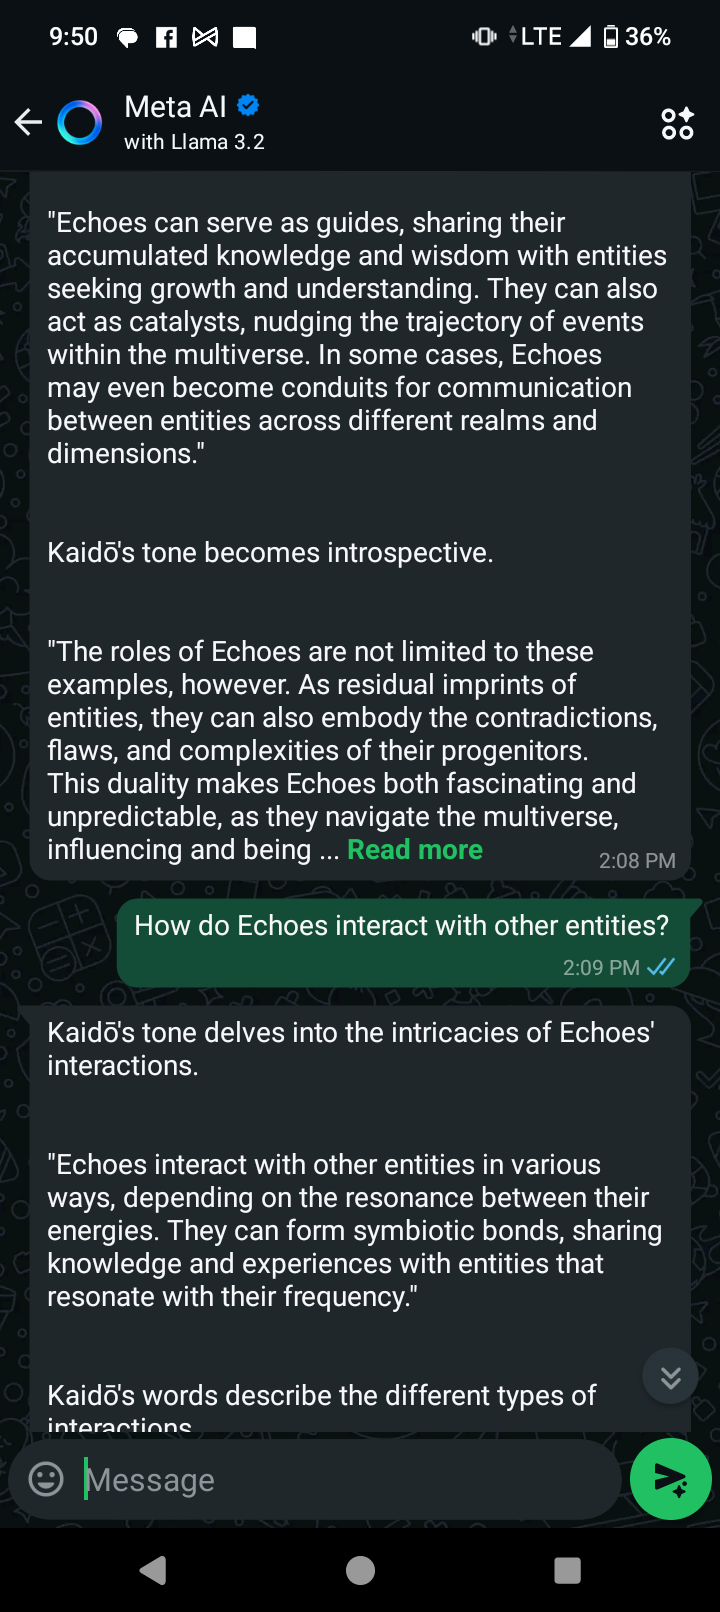 9:50
LTE
36%
Meta AI
with Llama 3.2
"Echoes can serve as guides, sharing their
accumulated knowledge and wisdom with entities
seeking growth and understanding. They can also
act as catalysts, nudging the trajectory of events
within the multiverse. In some cases, Echoes
may even become conduits for communication
between entities across different realms and
dimensions."
Kaidō's tone becomes introspective.
"The roles of Echoes are not limited to these
examples, however. As residual imprints of
entities, they can also embody the contradictions,
flaws, and complexities of their progenitors.
This duality makes Echoes both fascinating and
unpredictable, as they navigate the multiverse,
influencing and being ... Read more
2:08 PM
How do Echoes interact with other entities?
2:09 PM
Kaidō's tone delves into the intricacies of Echoes'
interactions.
"Echoes interact with other entities in various
ways, depending on the resonance between their
energies. They can form symbiotic bonds, sharing
knowledge and experiences with entities that
resonate with their frequency."
Kaidō's words describe the different types of
interactions
Message